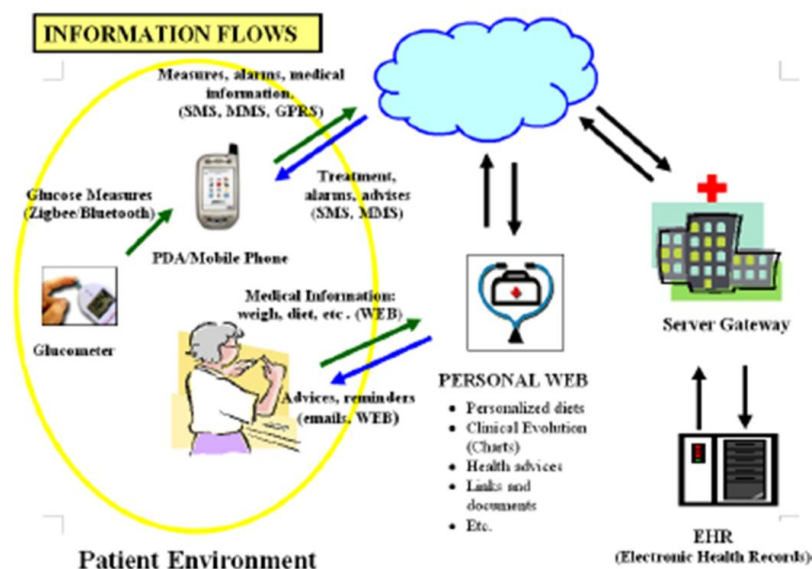 INFORMATION FLOWS
Measures, alarms, medical
information.
(SMS, MMS, GPRS)
Treatment,
alarms, advises
(SMS, MMS)
Glucose Measures
(Zigbee/Bluetooth)
PDA/Mobile Phone
Glucometer
Medical Information:
weigh, diet, etc. (WEB)
Advices, reminders
(emails, WEB)
Patient Environment
PERSONAL WEB
• Personalized diets
• Clinical Evolution
(Charts)
• Health advices
• Links and
documents
• Etc.
Server Gateway
EHR
(Electronic Health Records)